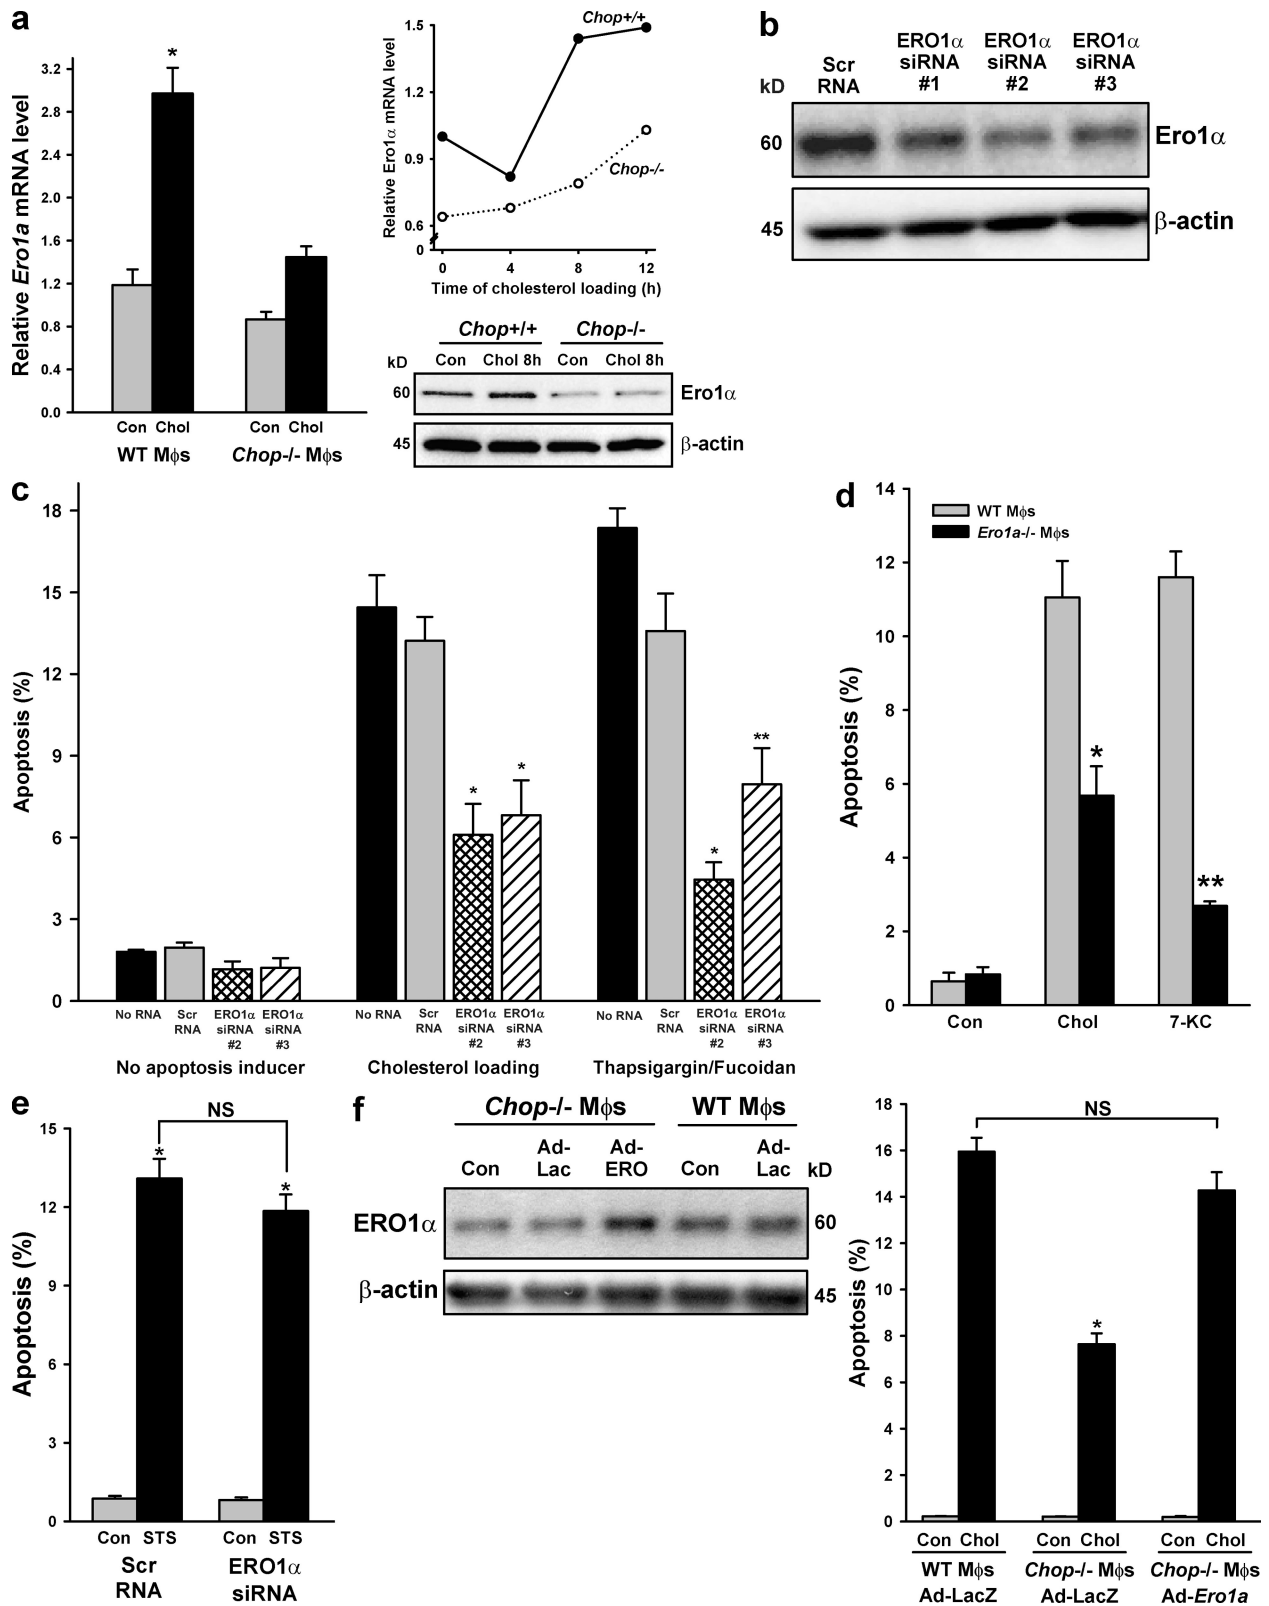 a
Relative Ero1a mRNA level
3.2
2.8
2.4
2.0
1.6
1.2
0.8
0.4
0.0
*
Con Chol Con Chol
WT Mϕs Chop-/- Mϕs
Relative Ero1α mRNA level
1.5
1.2
0.9
0.6
0
Chop+/+
Chop-/-
0 4 8 12
Time of cholesterol loading (h)
Chop+/+ Chop-/-
kD Con Chol 8h Con Chol 8h
60 Ero1α
45 β-actin
b
kD
Scr
RNA
ERO1α
siRNA
#1
ERO1α
siRNA
#2
ERO1α
siRNA
#3
60 Ero1α
45 β-actin
c
Apoptosis (%)
18
15
12
9
6
3
0
*
*
*
**
No RNA
Scr
RNA
ERO1α
siRNA
#2
ERO1α
siRNA
#3
No RNA
Scr
RNA
ERO1α
siRNA
#2
ERO1α
siRNA
#3
No RNA
Scr
RNA
ERO1α
siRNA
#2
ERO1α
siRNA
#3
No apoptosis inducer Cholesterol loading Thapsigargin/Fucoidan
d
Apoptosis (%)
14
12
10
8
6
4
2
0
WT Mϕs
Ero1a-/- Mϕs
*
**
Con Chol 7-KC
e
Apoptosis (%)
15
12
9
6
3
0
NS
*
*
Con STS Con STS
Scr
RNA
ERO1α
siRNA
f
Chop-/- Mϕs WT Mϕs
Con
Ad-
Lac
Ad-
ERO
Con
Ad-
Lac
kD
ERO1α 60
β-actin 45
Apoptosis (%)
18
16
14
12
10
8
6
4
2
0
NS
*
Con Chol Con Chol Con Chol
WT Mϕs Chop-/- Mϕs Chop-/- Mϕs
Ad-LacZ Ad-LacZ Ad-Ero1a